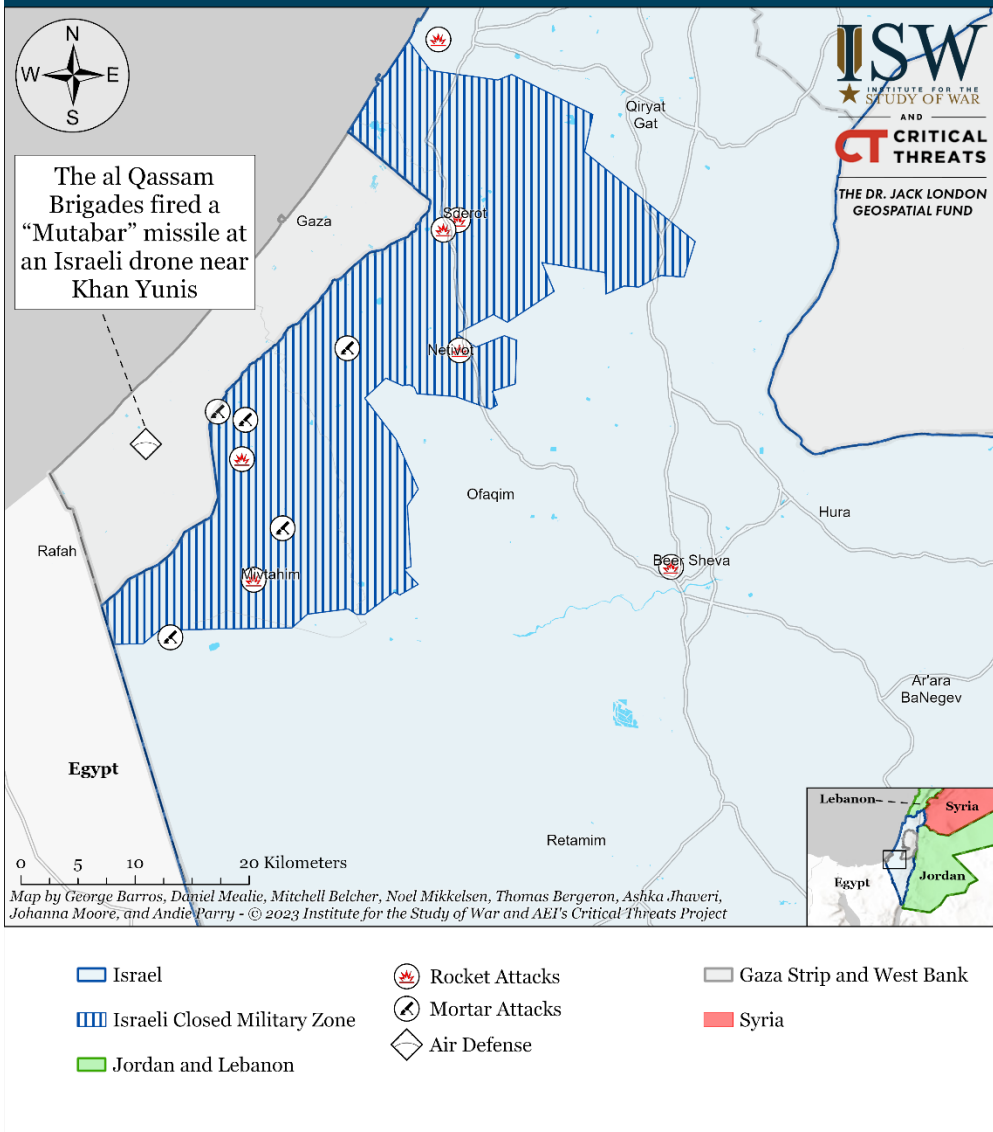 N
W E
S
ISW
INSTITUTE FOR THE
STUDY OF WAR
AND
CT CRITICAL
THREATS
THE DR. JACK LONDON
GEOSPATIAL FUND
The al Qassam
Brigades fired a
“Mutabar” missile at
an Israeli drone near
Khan Yunis
Qiryat
Gat
Gaza
Sderot
Netivot
Ofaqim
Hura
Rafah
Mivtahim
Beer Sheva
Ar'ara
BaNegev
Egypt
Retamim
Lebanon
Syria
Jordan
Egypt
0 5 10 20 Kilometers
Map by George Barros, Daniel Mealie, Mitchell Belcher, Noel Mikkelsen, Thomas Bergeron, Ashka Jhaveri,
Johanna Moore, and Andie Parry - © 2023 Institute for the Study of War and AEI's Critical Threats Project
Israel
Israeli Closed Military Zone
Jordan and Lebanon
Rocket Attacks
Mortar Attacks
Air Defense
Gaza Strip and West Bank
Syria